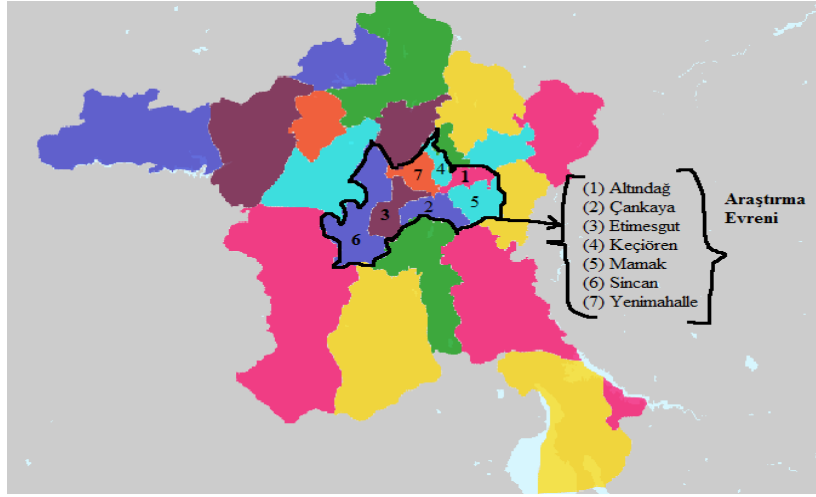 4
7
1
5
3
2
6
(1) Altındağ
(2) Çankaya
(3) Etimesgut
(4) Keçiören
(5) Mamak
(6) Sincan
(7) Yenimahalle
Araştırma
Evreni